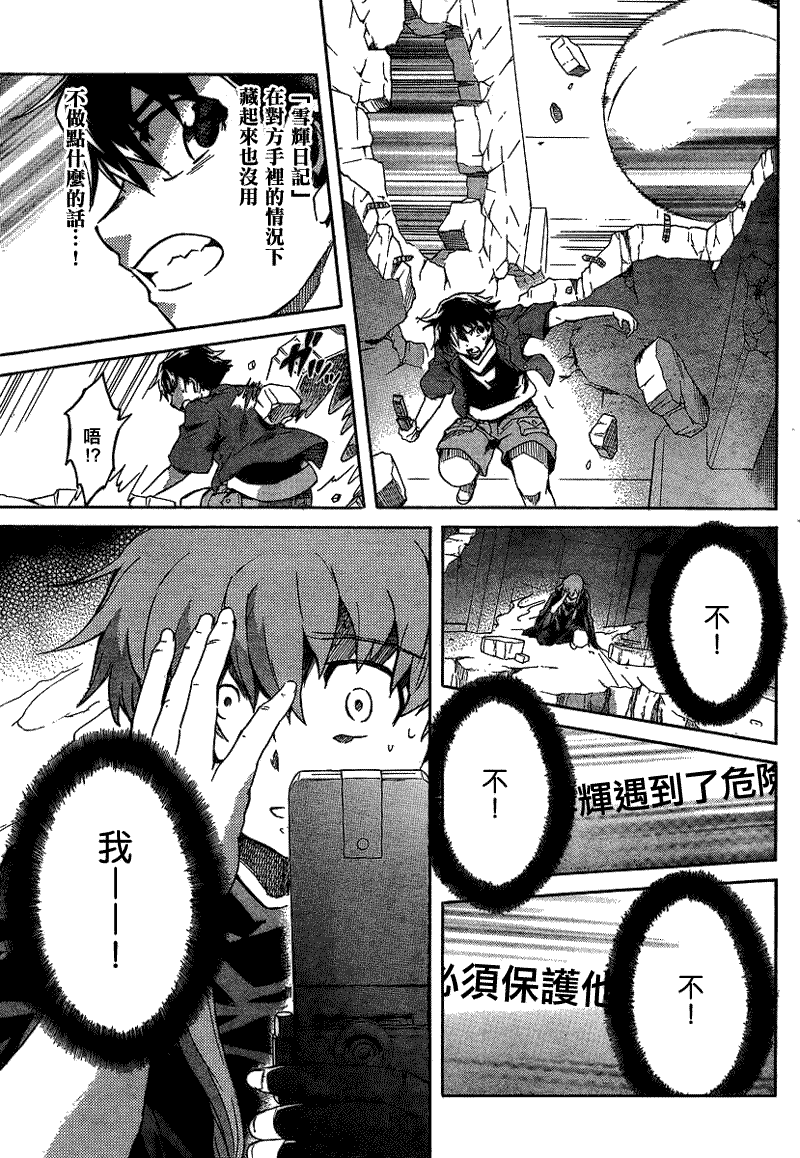 『雪輝日記』
在對方手裡的情況下
藏起來也沒用
不做點什麼的話…！
唔!?
不！
不！
輝遇到了危險
不！
必須保護他
我——！